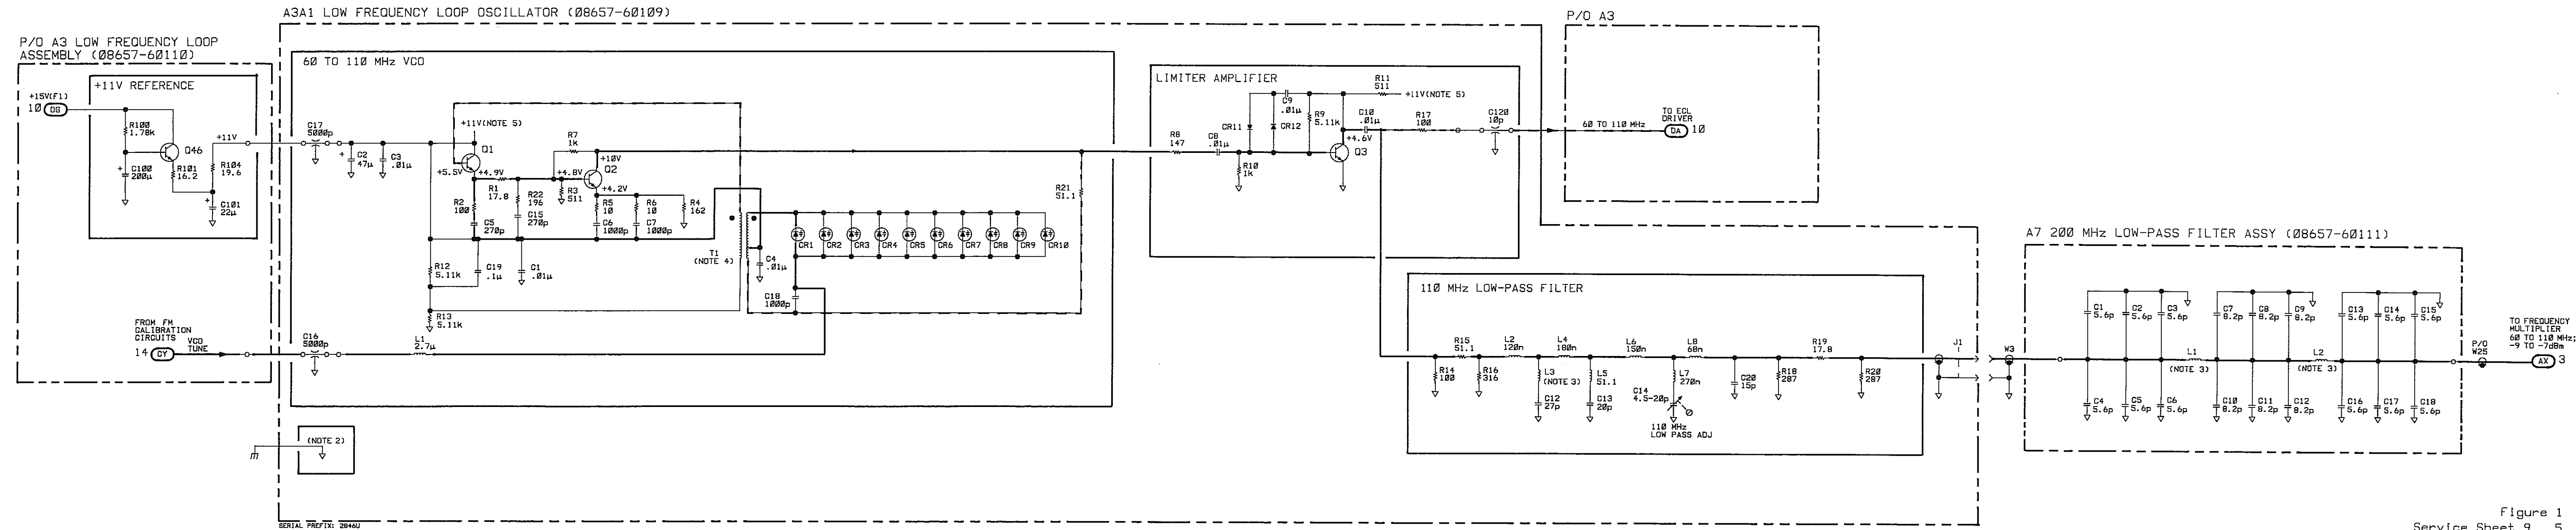 A3A1 LOW FREQUENCY LOOP OSCILLATOR (08657-60109)
P/O A3 LOW FREQUENCY LOOP
ASSEMBLY (08657-60110)
+11V REFERENCE
+15V(F1)
10 DG
R100
1.78k
Q46
+
C100
200µ
R101
16.2
+11V
R104
19.6
+
C101
22µ
FROM FM
CALIBRATION
CIRCUITS
VCO
TUNE
14 CY
60 TO 110 MHz VCO
C17
5000p
+
C2
47µ
C3
.01µ
+11V(NOTE 5)
Q1
+5.5V
+4.9V
R1
17.8
R2
100
C5
270p
R22
196
C15
270p
R7
1k
+4.8V
R3
511
+10V
Q2
+4.2V
R5
10
C6
1000p
R6
10
C7
1000p
R4
162
R12
5.11k
C19
.1µ
C1
.01µ
R13
5.11k
C16
5000p
L1
2.7µ
T1
(NOTE 4)
C4
.01µ
C18
1000p
CR1
CR2
CR3
CR4
CR5
CR6
CR7
CR8
CR9
CR10
R21
51.1
(NOTE 2)
SERIAL PREFIX: 2846U
LIMITER AMPLIFIER
R8
147
C8
.01µ
R10
1k
CR11
C9
.01µ
CR12
R9
5.11k
R11
511
+11V(NOTE 5)
C10
.01µ
+4.6V
Q3
R17
100
C120
10p
P/O A3
60 TO 110 MHz
TO ECL
DRIVER
DA 10
110 MHz LOW-PASS FILTER
R15
51.1
R14
100
R16
316
L2
120n
L3
(NOTE 3)
C12
27p
L4
180n
L5
51.1
C13
20p
L6
150n
L7
270n
C14
4.5-20p
110 MHz
LOW PASS ADJ
L8
68n
C20
15p
R18
287
R19
17.8
R20
287
J1
W3
A7 200 MHz LOW-PASS FILTER ASSY (08657-60111)
C1
5.6p
C2
5.6p
C3
5.6p
C7
8.2p
C8
8.2p
C9
8.2p
C13
5.6p
C14
5.6p
C15
5.6p
L1
(NOTE 3)
L2
(NOTE 3)
C4
5.6p
C5
5.6p
C6
5.6p
C10
8.2p
C11
8.2p
C12
8.2p
C16
5.6p
C17
5.6p
C18
5.6p
P/O
W25
TO FREQUENCY
MULTIPLIER
60 TO 110 MHz;
-9 TO -7dBm
AX 3
Figure 1
Service Sheet 9 5